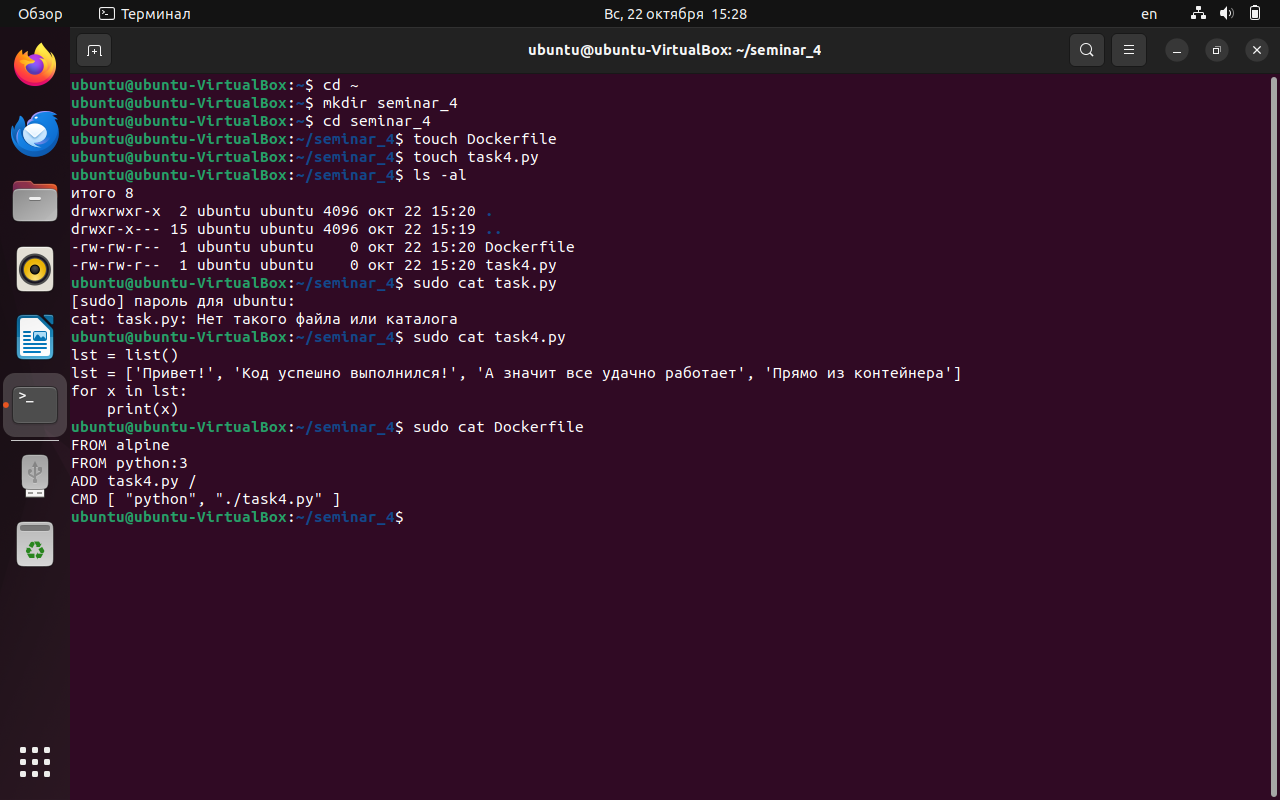 Обзор Терминал Вс, 22 октября 15:28 en
ubuntu@ubuntu-VirtualBox: ~/seminar_4
ubuntu@ubuntu-VirtualBox:~$ cd ~
ubuntu@ubuntu-VirtualBox:~$ mkdir seminar_4
ubuntu@ubuntu-VirtualBox:~$ cd seminar_4
ubuntu@ubuntu-VirtualBox:~/seminar_4$ touch Dockerfile
ubuntu@ubuntu-VirtualBox:~/seminar_4$ touch task4.py
ubuntu@ubuntu-VirtualBox:~/seminar_4$ ls -al
итого 8
drwxrwxr-x  2 ubuntu ubuntu 4096 окт 22 15:20 .
drwxr-x--- 15 ubuntu ubuntu 4096 окт 22 15:19 ..
-rw-rw-r--  1 ubuntu ubuntu    0 окт 22 15:20 Dockerfile
-rw-rw-r--  1 ubuntu ubuntu    0 окт 22 15:20 task4.py
ubuntu@ubuntu-VirtualBox:~/seminar_4$ sudo cat task.py
[sudo] пароль для ubuntu:
cat: task.py: Нет такого файла или каталога
ubuntu@ubuntu-VirtualBox:~/seminar_4$ sudo cat task4.py
lst = list()
lst = ['Привет!', 'Код успешно выполнился!', 'А значит все удачно работает', 'Прямо из контейнера']
for x in lst:
    print(x)
ubuntu@ubuntu-VirtualBox:~/seminar_4$ sudo cat Dockerfile
FROM alpine
FROM python:3
ADD task4.py /
CMD [ "python", "./task4.py" ]
ubuntu@ubuntu-VirtualBox:~/seminar_4$